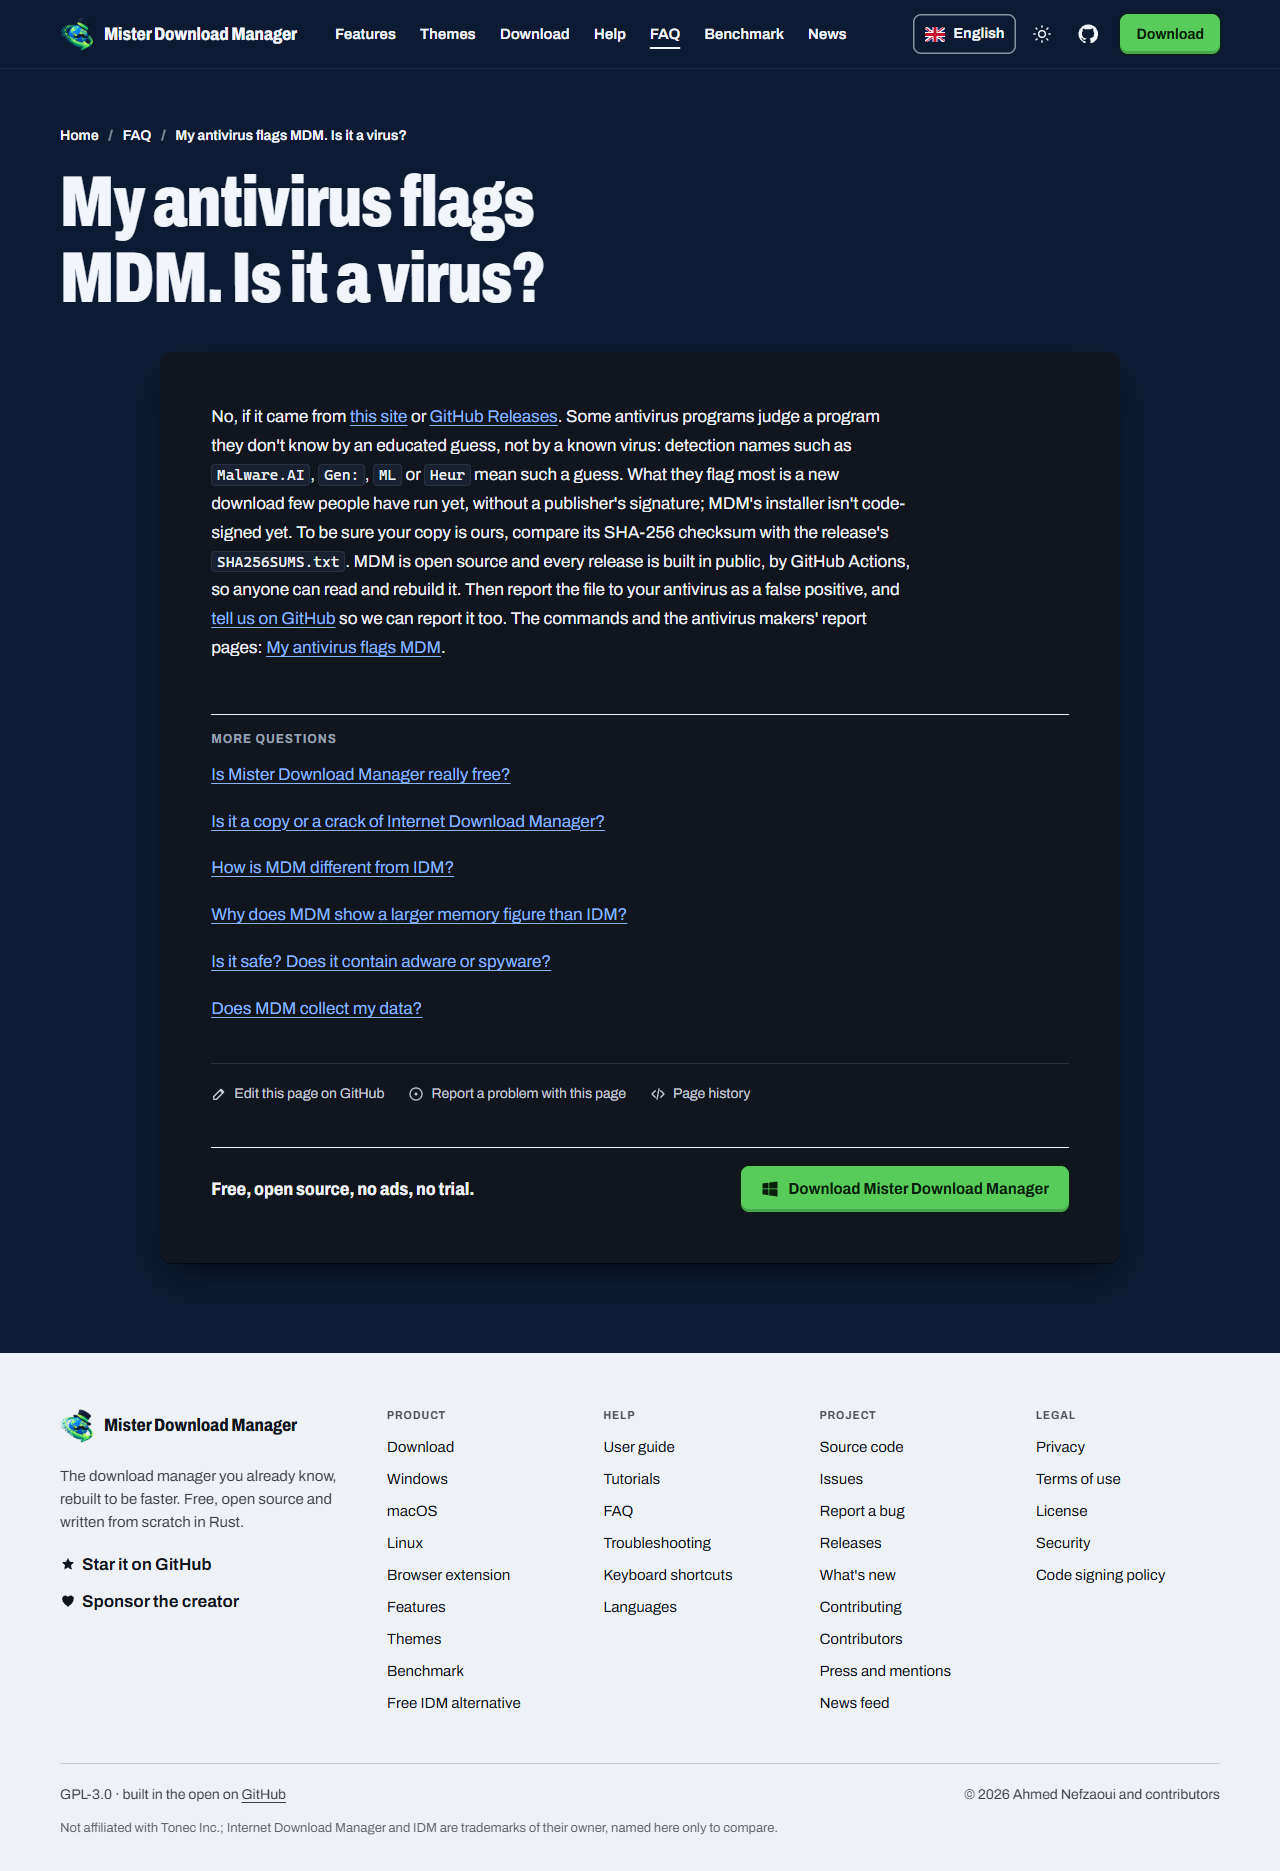 Mister Download Manager
Features
Themes
Download
Help
FAQ
Benchmark
News
English
Download
Home / FAQ / My antivirus flags MDM. Is it a virus?
My antivirus flags
MDM. Is it a virus?
No, if it came from this site or GitHub Releases. Some antivirus programs judge a program
they don't know by an educated guess, not by a known virus: detection names such as
Malware.AI, Gen:, ML or Heur mean such a guess. What they flag most is a new
download few people have run yet, without a publisher's signature; MDM's installer isn't code-
signed yet. To be sure your copy is ours, compare its SHA-256 checksum with the release's
SHA256SUMS.txt. MDM is open source and every release is built in public, by GitHub Actions,
so anyone can read and rebuild it. Then report the file to your antivirus as a false positive, and
tell us on GitHub so we can report it too. The commands and the antivirus makers' report
pages: My antivirus flags MDM.
MORE QUESTIONS
Is Mister Download Manager really free?
Is it a copy or a crack of Internet Download Manager?
How is MDM different from IDM?
Why does MDM show a larger memory figure than IDM?
Is it safe? Does it contain adware or spyware?
Does MDM collect my data?
Edit this page on GitHub
Report a problem with this page
Page history
Free, open source, no ads, no trial.
Download Mister Download Manager
Mister Download Manager
The download manager you already know,
rebuilt to be faster. Free, open source and
written from scratch in Rust.
Star it on GitHub
Sponsor the creator
PRODUCT
Download
Windows
macOS
Linux
Browser extension
Features
Themes
Benchmark
Free IDM alternative
HELP
User guide
Tutorials
FAQ
Troubleshooting
Keyboard shortcuts
Languages
PROJECT
Source code
Issues
Report a bug
Releases
What's new
Contributing
Contributors
Press and mentions
News feed
LEGAL
Privacy
Terms of use
License
Security
Code signing policy
GPL-3.0 · built in the open on GitHub
© 2026 Ahmed Nefzaoui and contributors
Not affiliated with Tonec Inc.; Internet Download Manager and IDM are trademarks of their owner, named here only to compare.